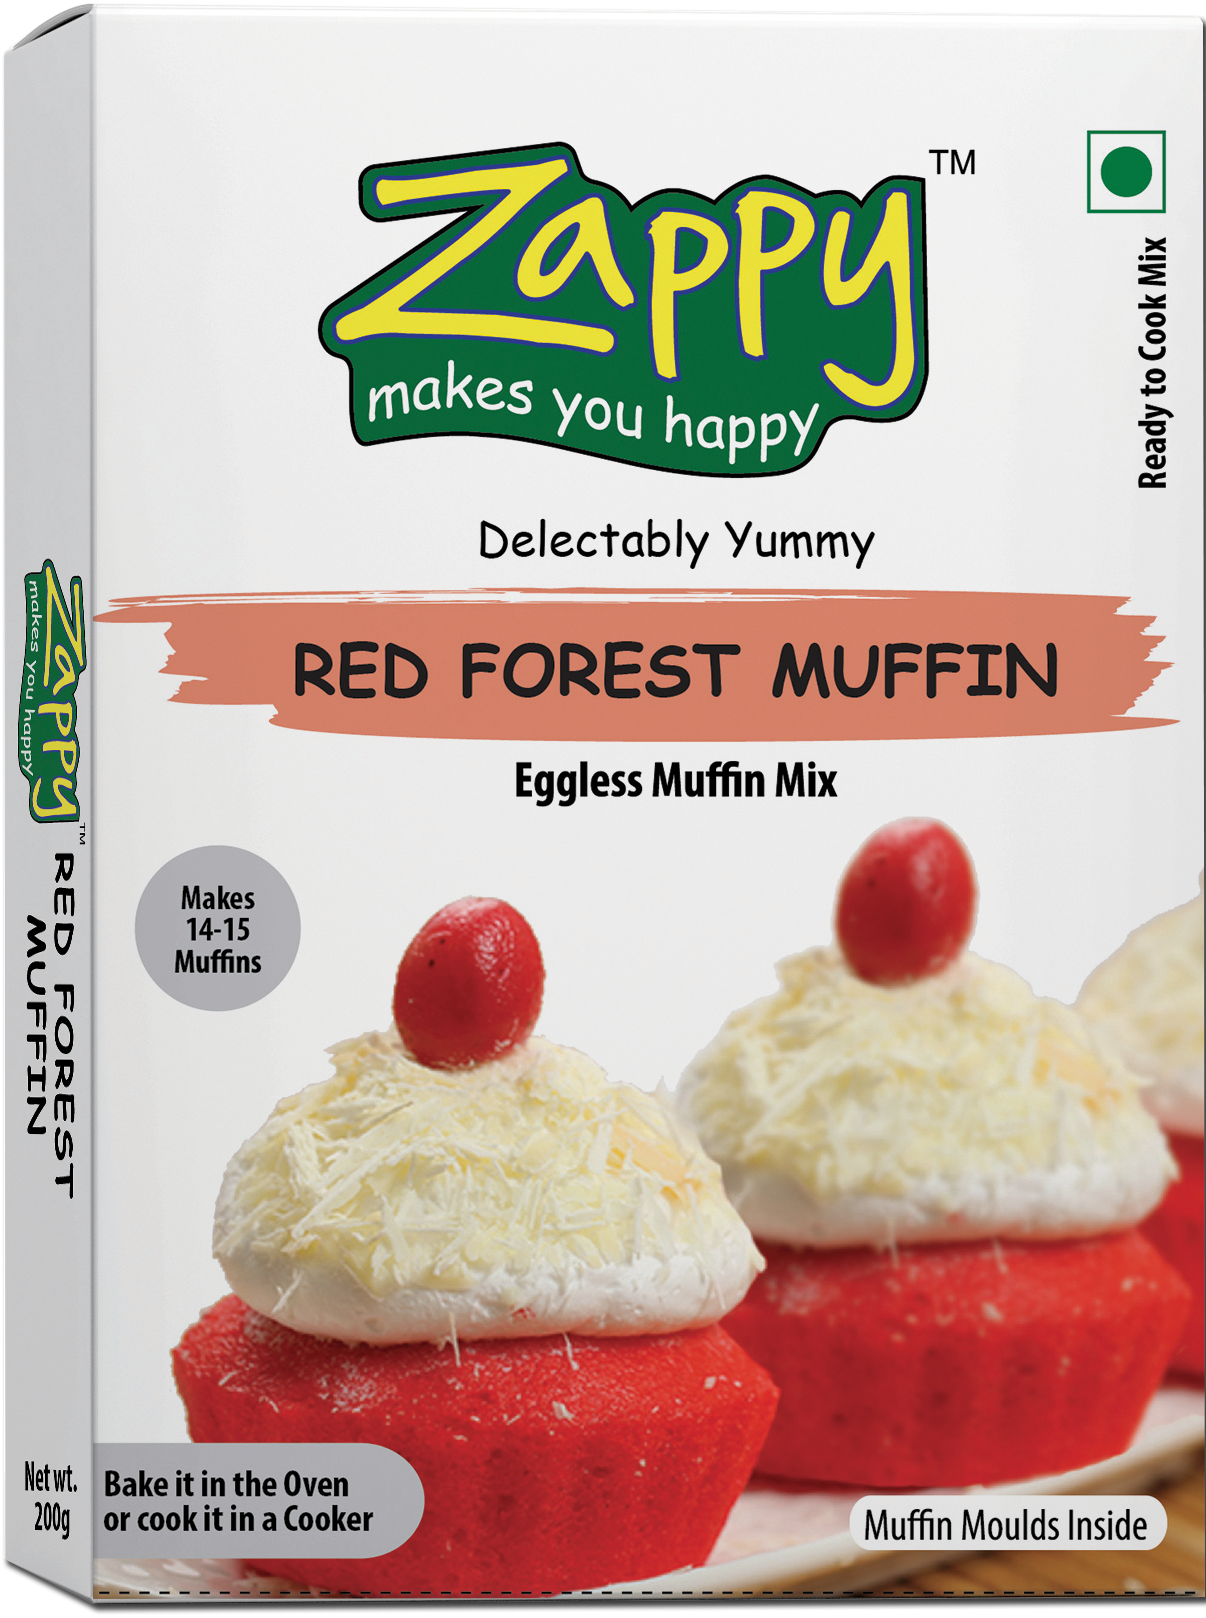 Zappy
TM
makes you happy
Ready to Cook Mix
Delectably Yummy
RED FOREST MUFFIN
Eggless Muffin Mix
Makes
14-15
Muffins
Bake it in the Oven
or cook it in a Cooker
Muffin Moulds Inside
Zappy
TM
makes you happy
RED FOREST
MUFFIN
Net wt.
200g